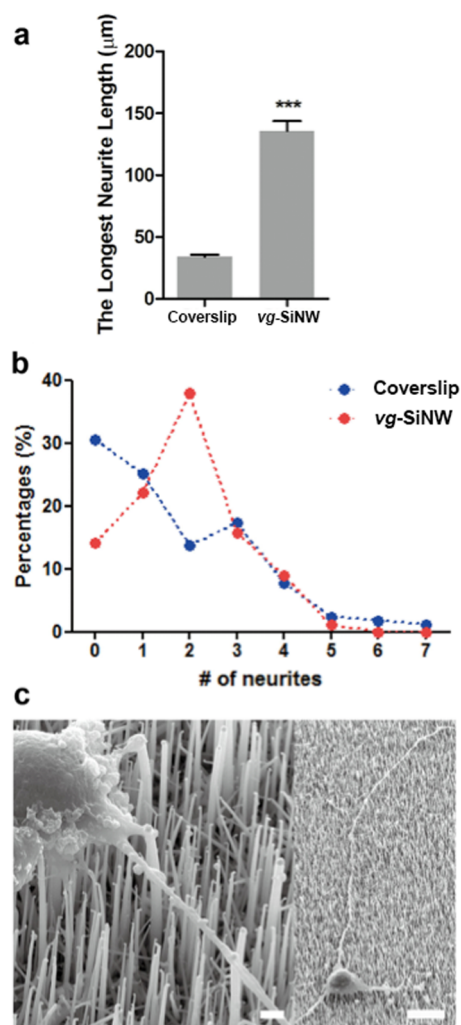 a
The Longest Neurite Length (μm)
200
150
100
50
0
***
Coverslip
vg-SiNW
b
Percentages (%)
40
30
20
10
0
Coverslip
vg-SiNW
0 1 2 3 4 5 6 7
# of neurites
c